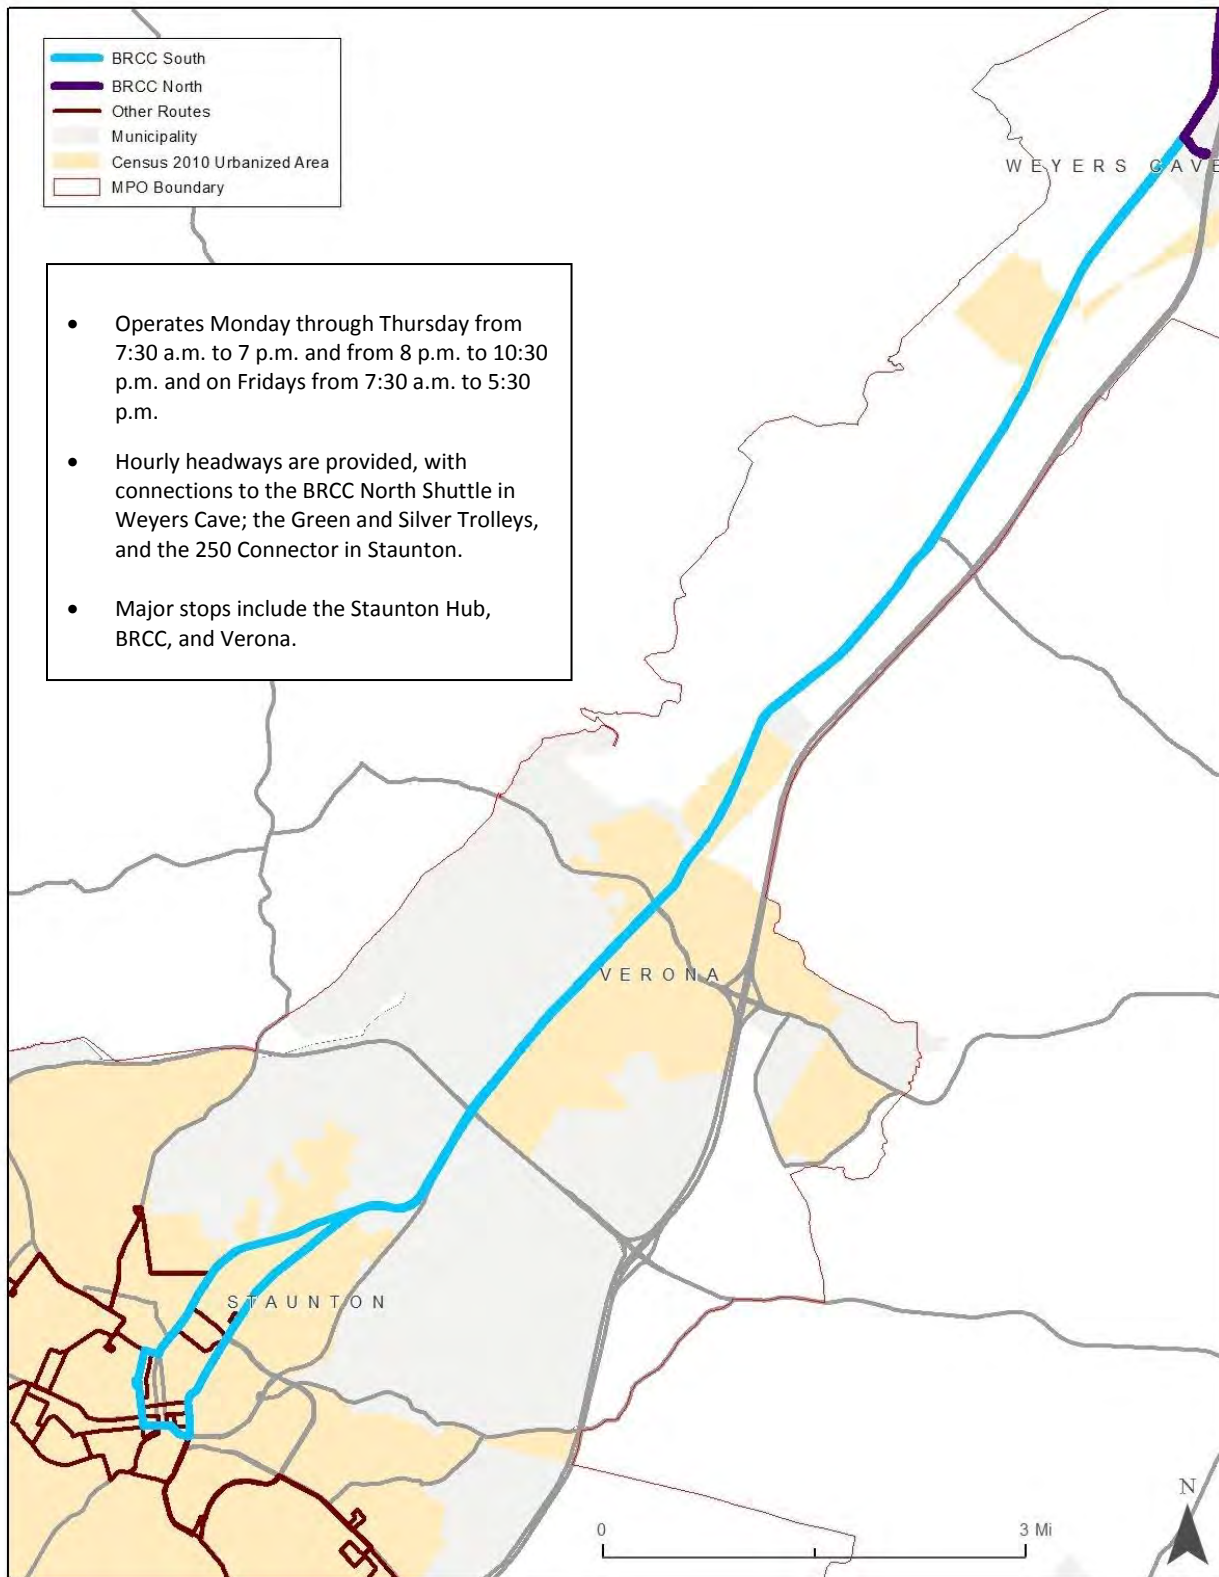 BRCC South
BRCC North
Other Routes
Municipality
Census 2010 Urbanized Area
MPO Boundary
WEYERS CAVE
• Operates Monday through Thursday from
7:30 a.m. to 7 p.m. and from 8 p.m. to 10:30
p.m. and on Fridays from 7:30 a.m. to 5:30
p.m.
• Hourly headways are provided, with
connections to the BRCC North Shuttle in
Weyers Cave; the Green and Silver Trolleys,
and the 250 Connector in Staunton.
• Major stops include the Staunton Hub,
BRCC, and Verona.
VERONA
STAUNTON
N
0 3 Mi